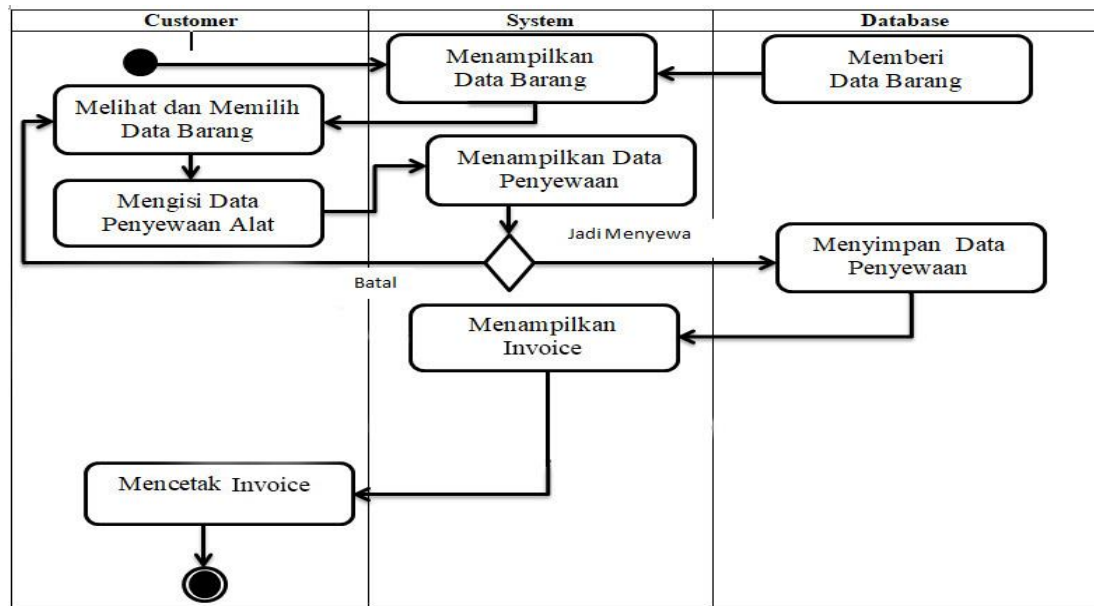 Customer
System
Database
Menampilkan
Data Barang
Memberi
Data Barang
Melihat dan Memilih
Data Barang
Menampilkan Data
Penyewaan
Mengisi Data
Penyewaan Alat
Jadi Menyewa
Menyimpan Data
Penyewaan
Batal
Menampilkan
Invoice
Mencetak Invoice